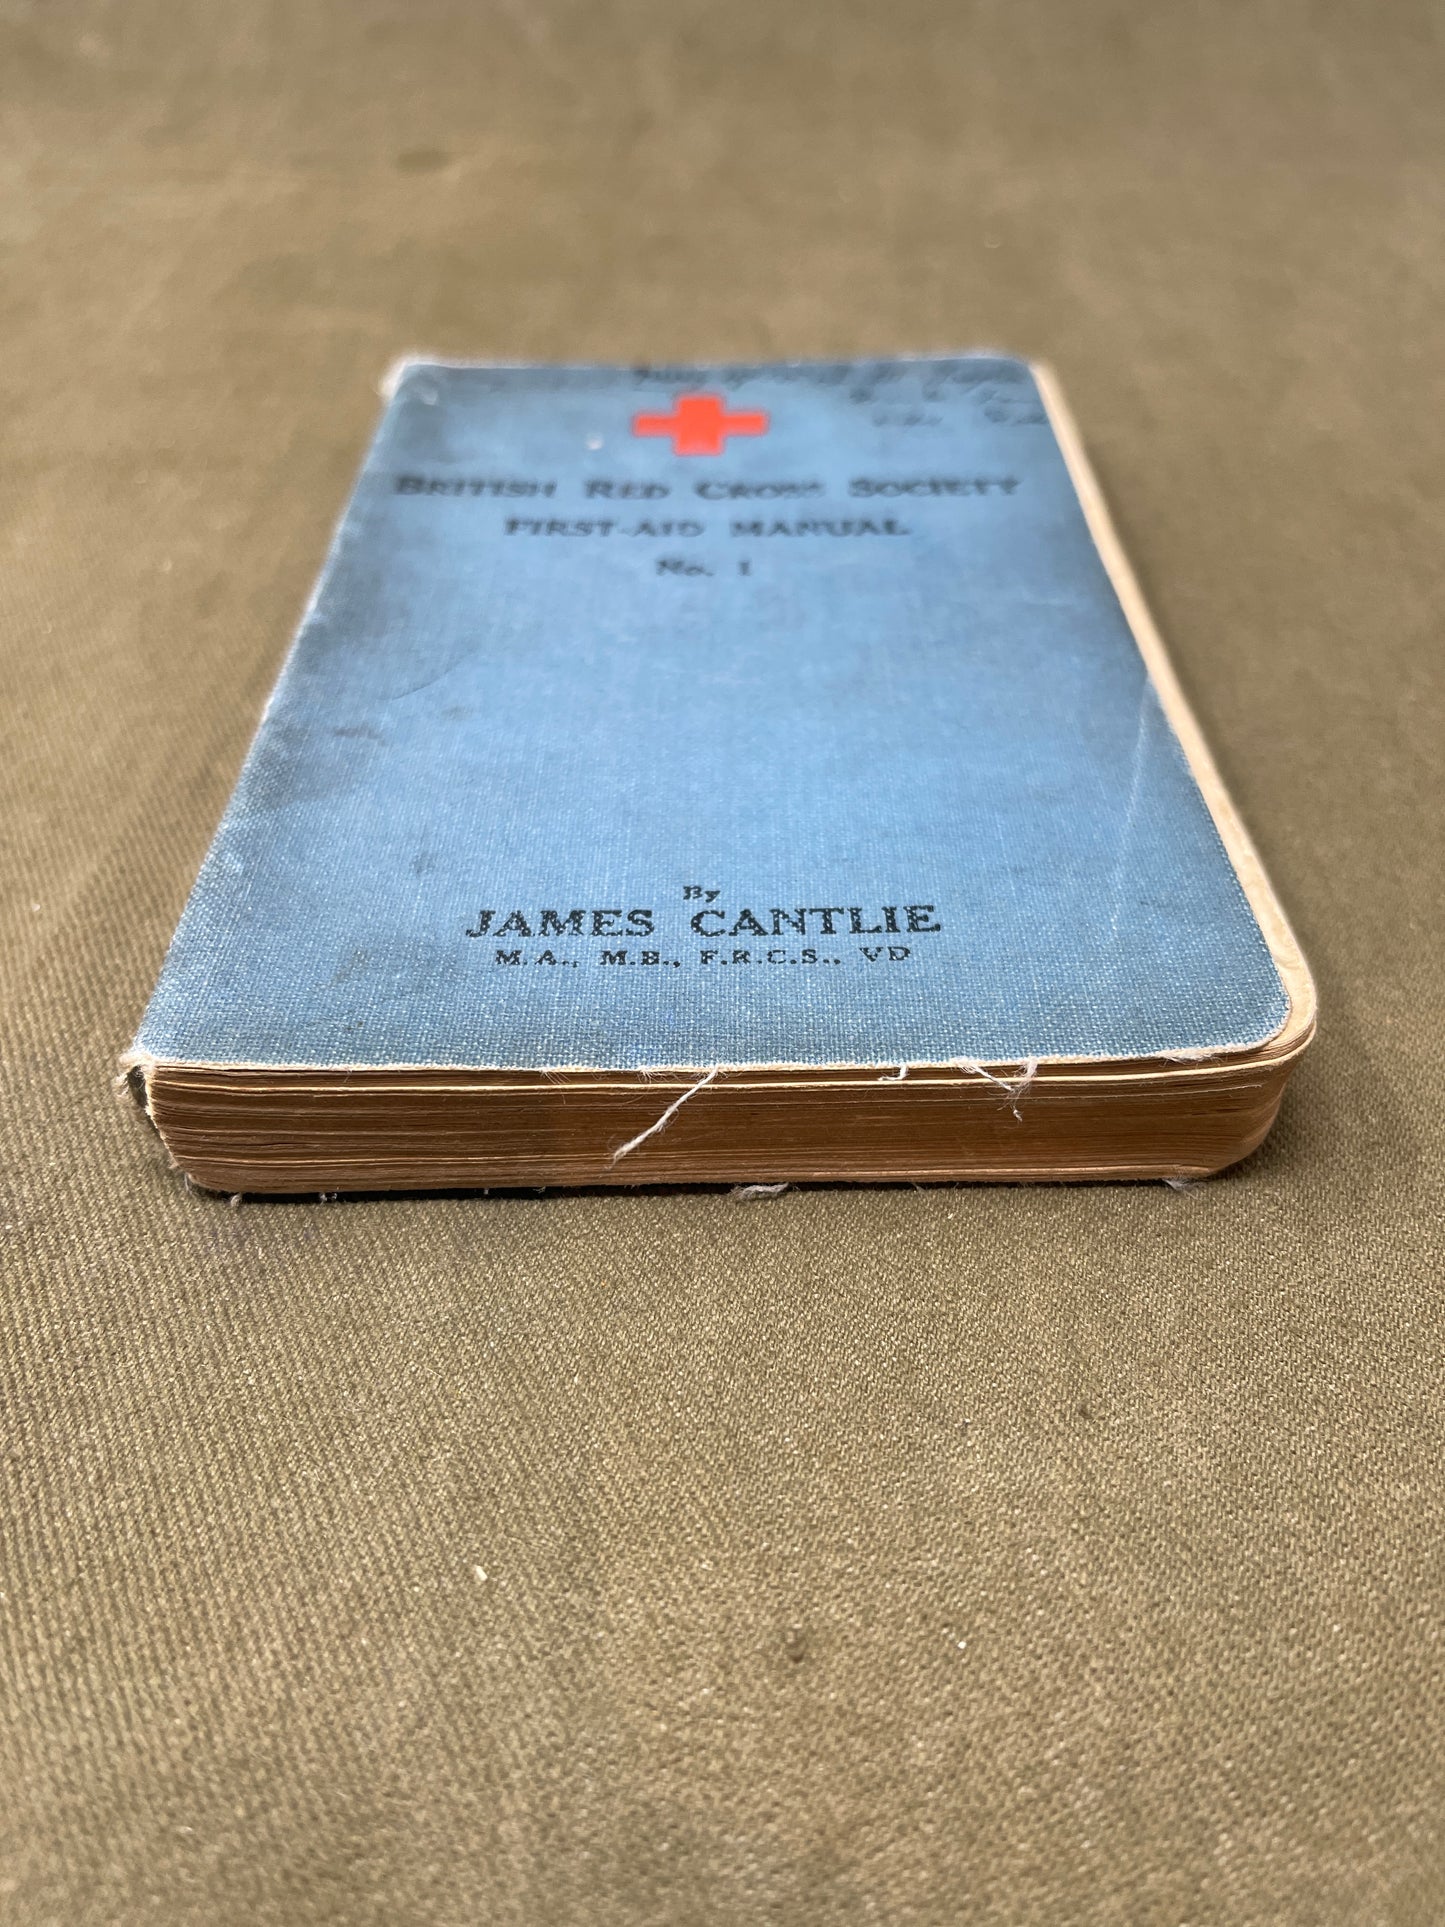 BRITISH RED CROSS SOCIETY
FIRST-AID MANUAL
No. 1
By
JAMES CANTLIE
M.A., M.B., F.R.C.S., VD